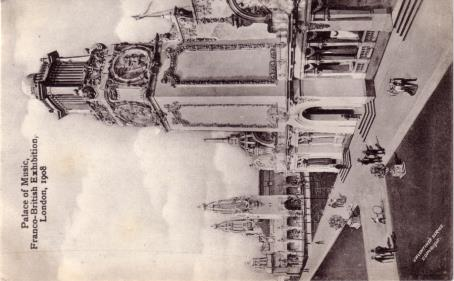 Palace of Music,
Franco-British Exhibition,
London, 1908